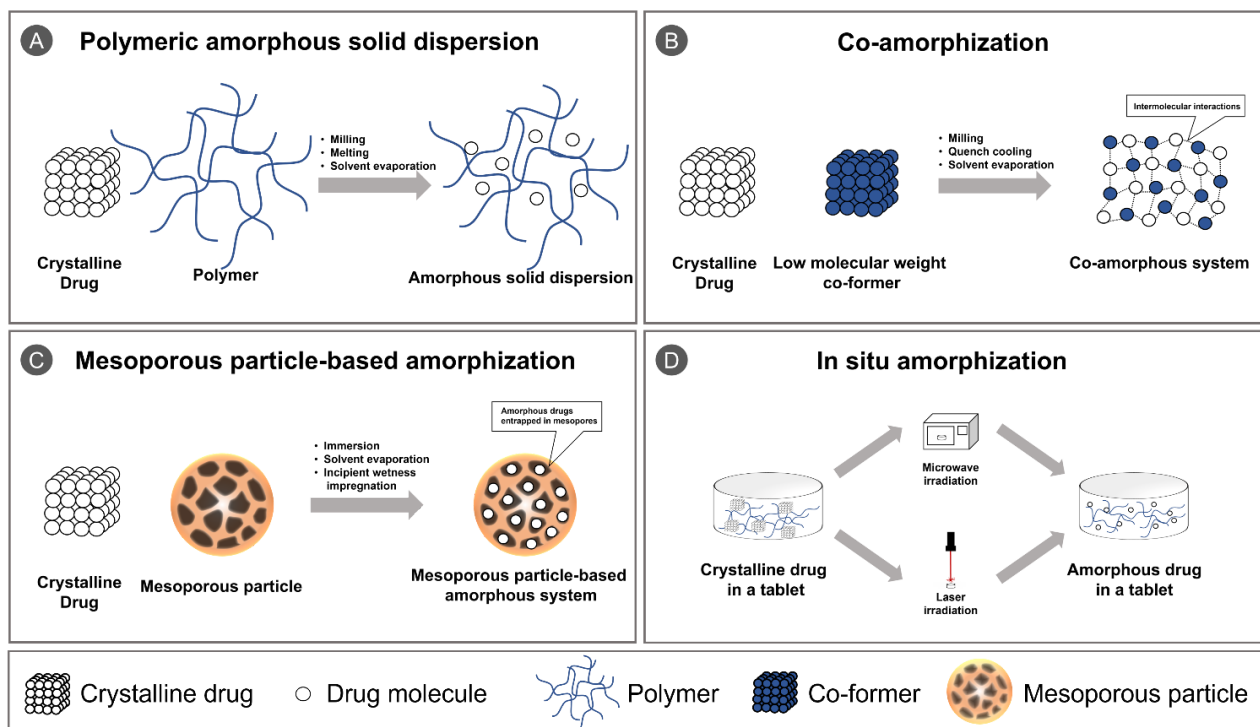 A Polymeric amorphous solid dispersion
• Milling
• Melting
• Solvent evaporation
Crystalline
Drug
Polymer
Amorphous solid dispersion
B Co-amorphization
Intermolecular interactions
• Milling
• Quench cooling
• Solvent evaporation
Crystalline
Drug
Low molecular weight
co-former
Co-amorphous system
C Mesoporous particle-based amorphization
Amorphous drugs
entrapped in mesopores
• Immersion
• Solvent evaporation
• Incipient wetness
impregnation
Crystalline
Drug
Mesoporous particle
Mesoporous particle-based
amorphous system
D In situ amorphization
Microwave
irradiation
Crystalline drug
in a tablet
Laser
irradiation
Amorphous drug
in a tablet
Crystalline drug
Drug molecule
Polymer
Co-former
Mesoporous particle